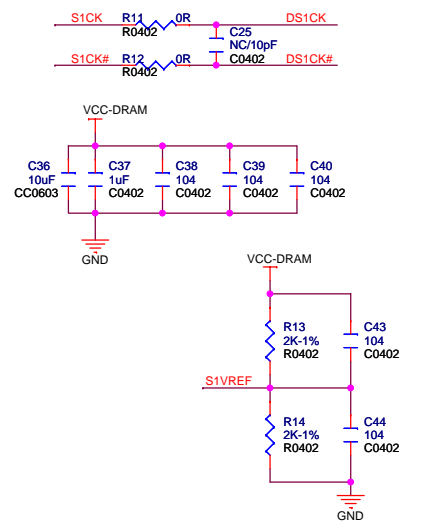 S1CK R11 0R DS1CK
R0402
C25
NC/10pF
C0402
S1CK# R12 0R DS1CK#
R0402
VCC-DRAM
C36 C37 C38 C39 C40
10uF 1uF 104 104 104
CC0603 C0402 C0402 C0402 C0402
GND
VCC-DRAM
R13 C43
2K-1% 104
R0402 C0402
S1VREF
R14 C44
2K-1% 104
R0402 C0402
GND